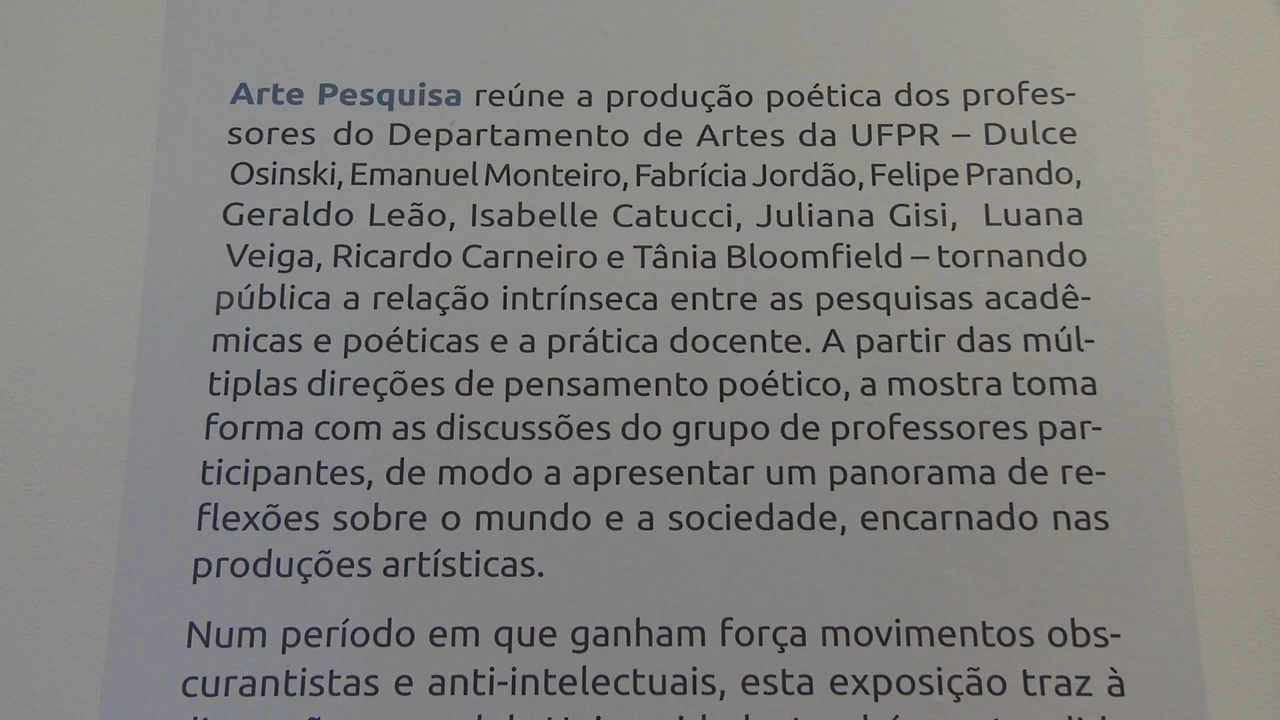 Arte Pesquisa reúne a produção poética dos profes-
sores do Departamento de Artes da UFPR – Dulce
Osinski, Emanuel Monteiro, Fabrícia Jordão, Felipe Prando,
Geraldo Leão, Isabelle Catucci, Juliana Gisi, Luana
Veiga, Ricardo Carneiro e Tânia Bloomfield – tornando
pública a relação intrínseca entre as pesquisas acadê-
micas e poéticas e a prática docente. A partir das múl-
tiplas direções de pensamento poético, a mostra toma
forma com as discussões do grupo de professores par-
ticipantes, de modo a apresentar um panorama de re-
flexões sobre o mundo e a sociedade, encarnado nas
produções artísticas.
Num período em que ganham força movimentos obs-
curantistas e anti-intelectuais, esta exposição traz à